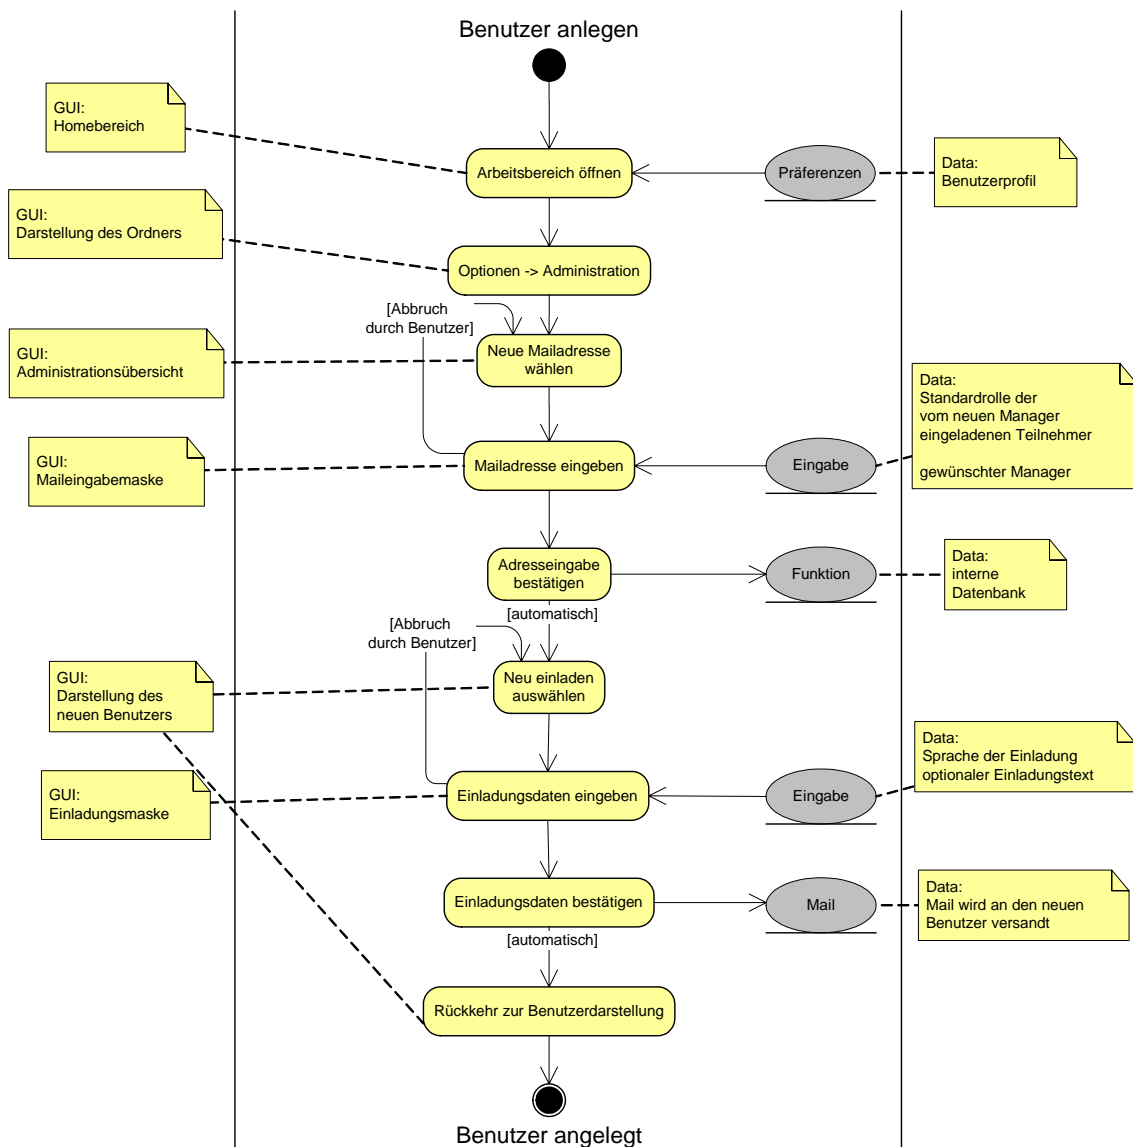 Benutzer anlegen
GUI:
Homebereich
Arbeitsbereich öffnen
Präferenzen
Data:
Benutzerprofil
GUI:
Darstellung des Ordners
Optionen -> Administration
[Abbruch
durch Benutzer]
GUI:
Administrationsübersicht
Neue Mailadresse
wählen
Data:
Standardrolle der
vom neuen Manager
eingeladenen Teilnehmer
gewünschter Manager
GUI:
Maileingabemaske
Mailadresse eingeben
Eingabe
Adresseingabe
bestätigen
Funktion
Data:
interne
Datenbank
[automatisch]
[Abbruch
durch Benutzer]
GUI:
Darstellung des
neuen Benutzers
Neu einladen
auswählen
Data:
Sprache der Einladung
optionaler Einladungstext
GUI:
Einladungsmaske
Einladungsdaten eingeben
Eingabe
Einladungsdaten bestätigen
Mail
Data:
Mail wird an den neuen
Benutzer versandt
[automatisch]
Rückkehr zur Benutzerdarstellung
Benutzer angelegt